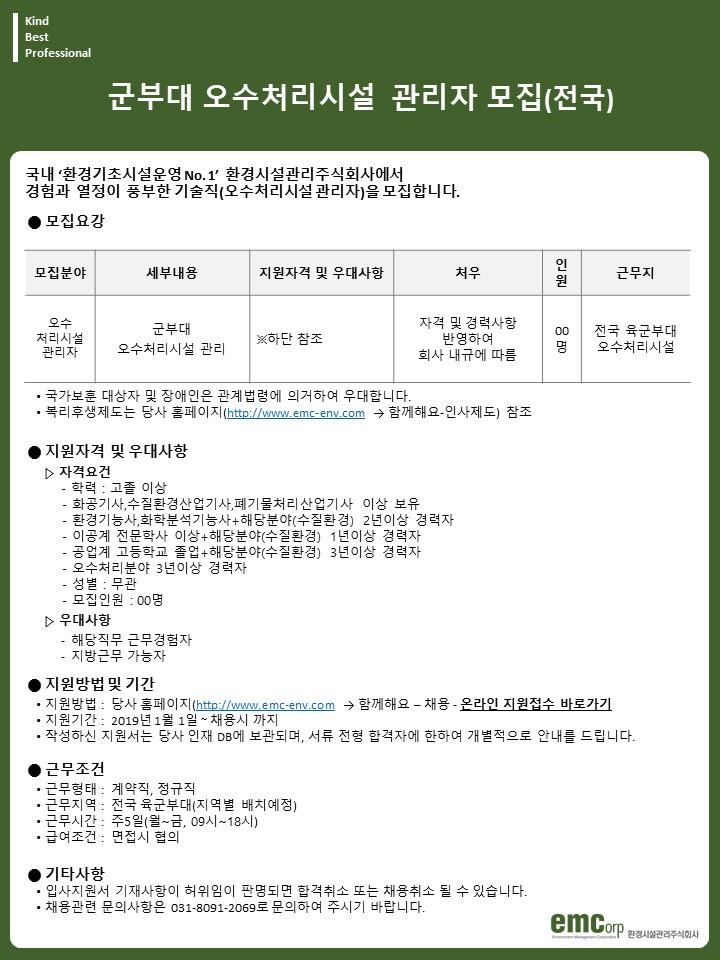 Kind
Best
Professional
군부대 오수처리시설 관리자 모집(전국)
국내 ‘환경기초시설운영 No. 1’ 환경시설관리주식회사에서
경험과 열정이 풍부한 기술직(오수처리시설 관리자)을 모집합니다.
● 모집요강
모집분야 세부내용 지원자격 및 우대사항 처우 인원 근무지
오수
처리시설
관리자
군부대
오수처리시설 관리
※하단 참조
자격 및 경력사항
반영하여
회사 내규에 따름
00
명
전국 육군부대
오수처리시설
• 국가보훈 대상자 및 장애인은 관계법령에 의거하여 우대합니다.
• 복리후생제도는 당사 홈페이지(http://www.emc-env.com → 함께해요-인사제도) 참조
● 지원자격 및 우대사항
▷ 자격요건
- 학력 : 고졸 이상
- 화공기사,수질환경산업기사,폐기물처리산업기사 이상 보유
- 환경기능사,화학분석기능사+해당분야(수질환경) 2년이상 경력자
- 이공계 전문학사 이상+해당분야(수질환경) 1년이상 경력자
- 공업계 고등학교 졸업+해당분야(수질환경) 3년이상 경력자
- 오수처리분야 3년이상 경력자
- 성별 : 무관
- 모집인원 : 00명
▷ 우대사항
- 해당직무 근무경험자
- 지방근무 가능자
● 지원방법 및 기간
• 지원방법 : 당사 홈페이지(http://www.emc-env.com → 함께해요 – 채용 - 온라인 지원접수 바로가기
• 지원기간 : 2019년 1월 1일 ~ 채용시 까지
• 작성하신 지원서는 당사 인재 DB에 보관되며, 서류 전형 합격자에 한하여 개별적으로 안내를 드립니다.
● 근무조건
• 근무형태 : 계약직, 정규직
• 근무지역 : 전국 육군부대(지역별 배치예정)
• 근무시간 : 주5일(월~금, 09시~18시)
• 급여조건 : 면접시 협의
● 기타사항
• 입사지원서 기재사항이 허위임이 판명되면 합격취소 또는 채용취소 될 수 있습니다.
• 채용관련 문의사항은 031-8091-2069로 문의하여 주시기 바랍니다.
emcorp 환경시설관리주식회사
Environment Management Corporation